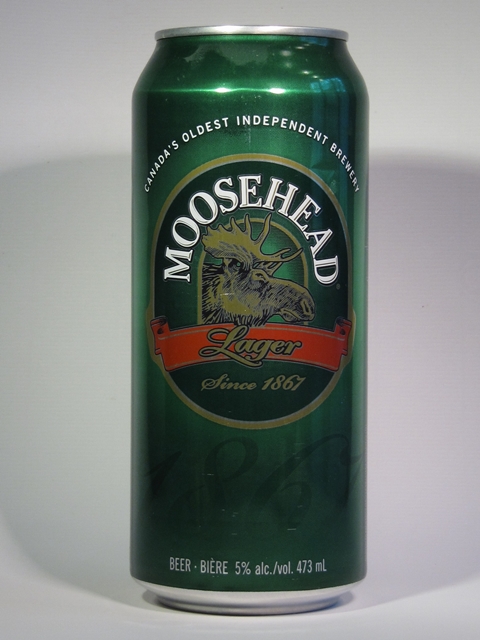 CANADA'S OLDEST INDEPENDENT BREWERY
MOOSEHEAD
Lager
Since 1867
1867
BEER · BIÈRE 5% alc./vol. 473 mL